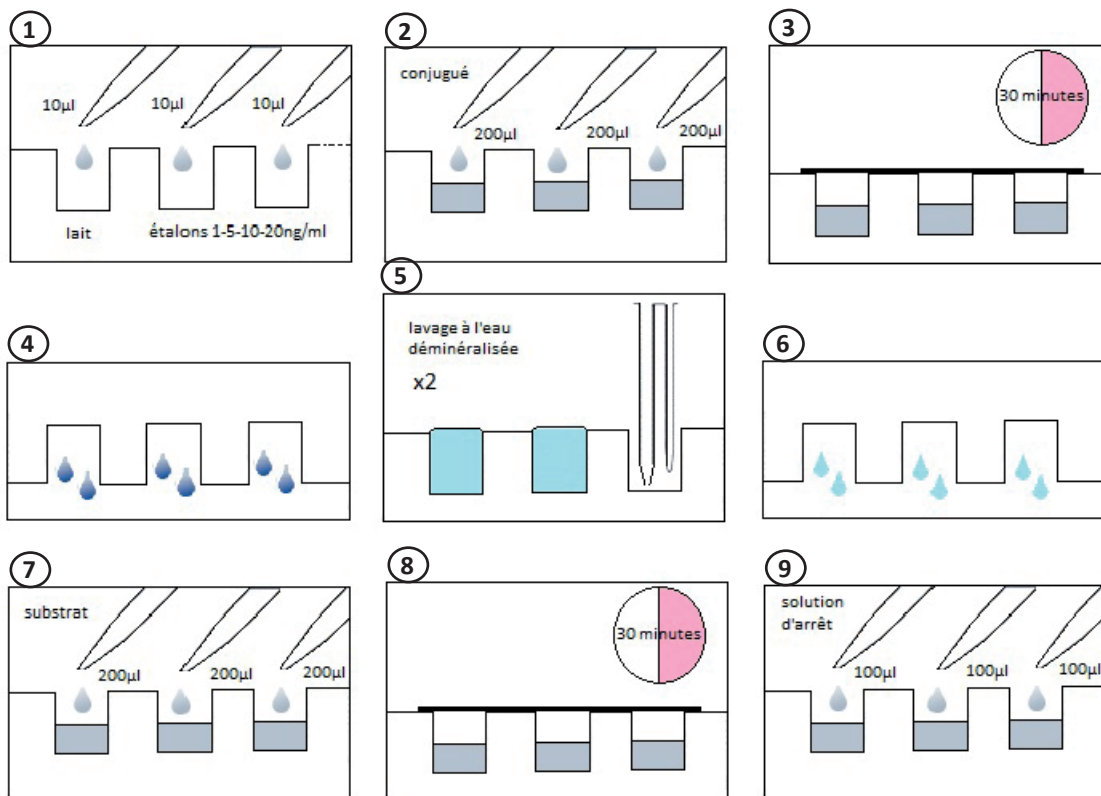 1
10µl 10µl 10µl
lait étalons 1-5-10-20ng/ml
2
conjugué
200µl 200µl 200µl
3
30 minutes
4
5
lavage à l'eau
déminéralisée
x2
6
7
substrat
200µl 200µl 200µl
8
30 minutes
9
solution
d'arrêt
100µl 100µl 100µl